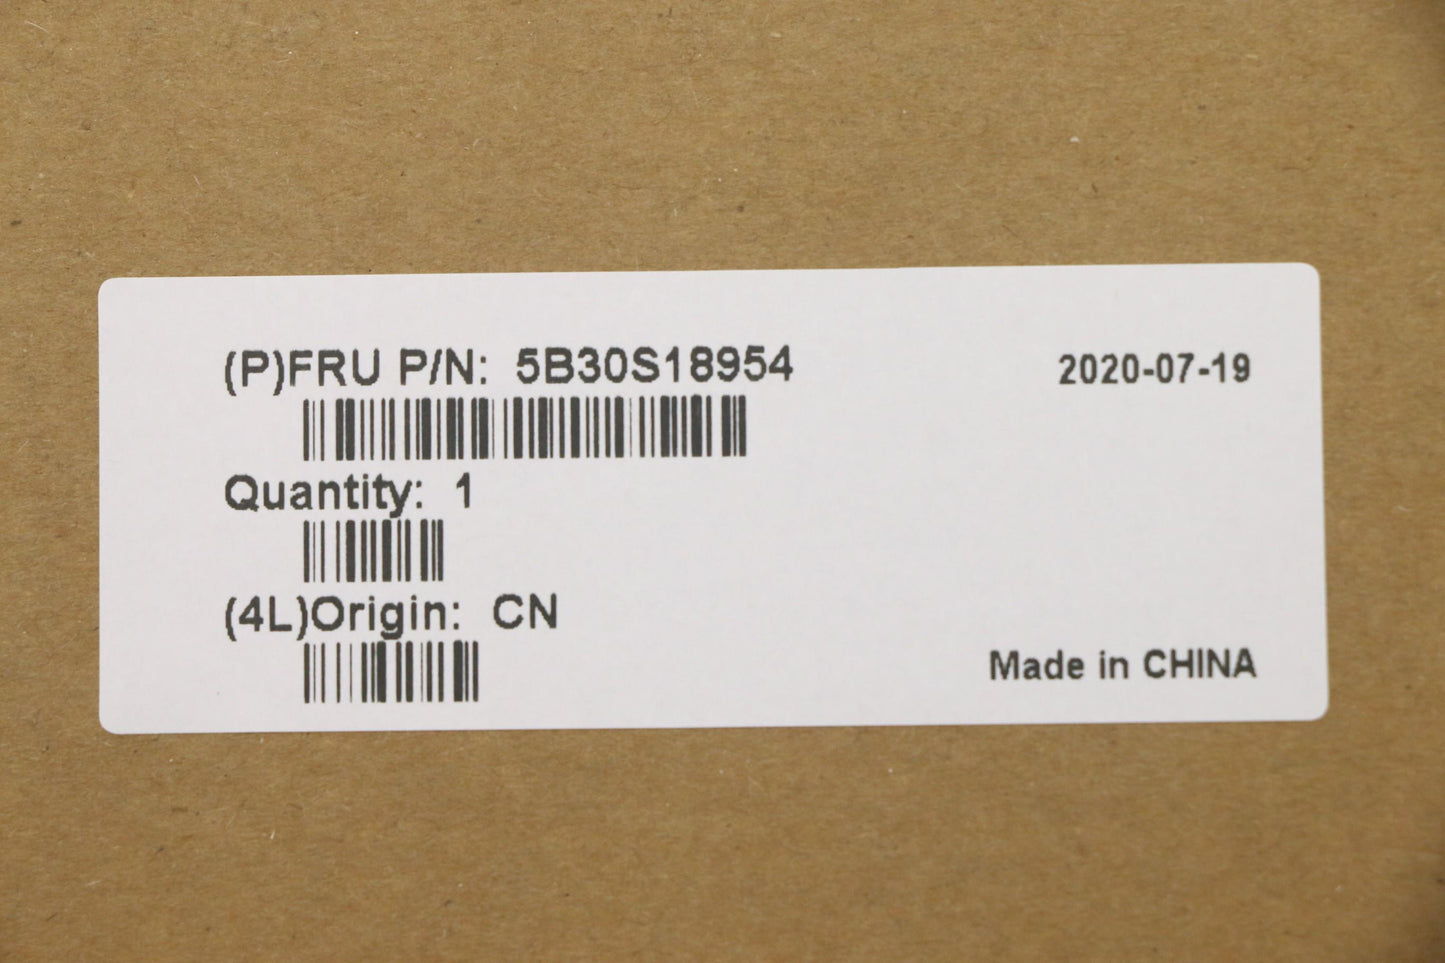 (P)FRU P/N: 5B30S18954
2020-07-19
Quantity: 1
(4L)Origin: CN
Made in CHINA